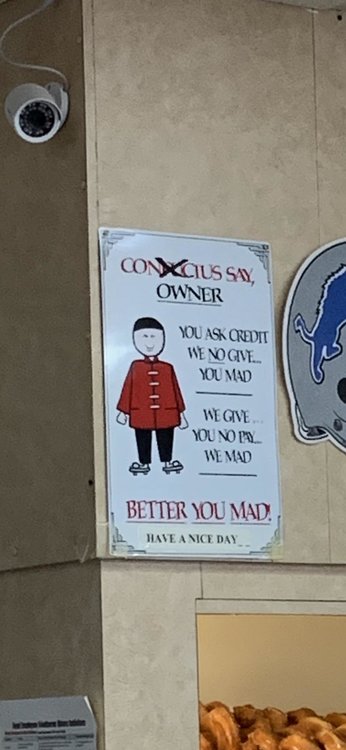 CONFUCIUS SAY,
OWNER
YOU ASK CREDIT
WE NO GIVE...
YOU MAD
WE GIVE...
YOU NO PAY...
WE MAD
BETTER YOU MAD!
HAVE A NICE DAY...